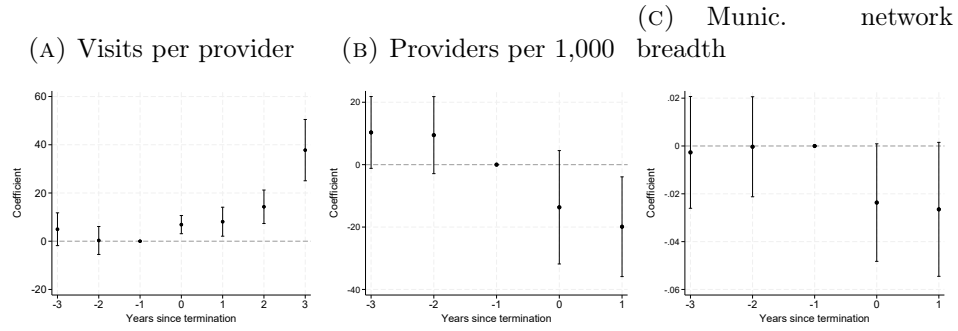 (A) Visits per provider
(B) Providers per 1,000
(C) Munic. network
breadth
60
40
20
0
-20
Coefficient
-3 -2 -1 0 1 2 3
Years since termination
20
0
-20
-40
Coefficient
-3 -2 -1 0 1
Years since termination
.02
0
-.02
-.04
-.06
Coefficient
-3 -2 -1 0 1
Years since termination